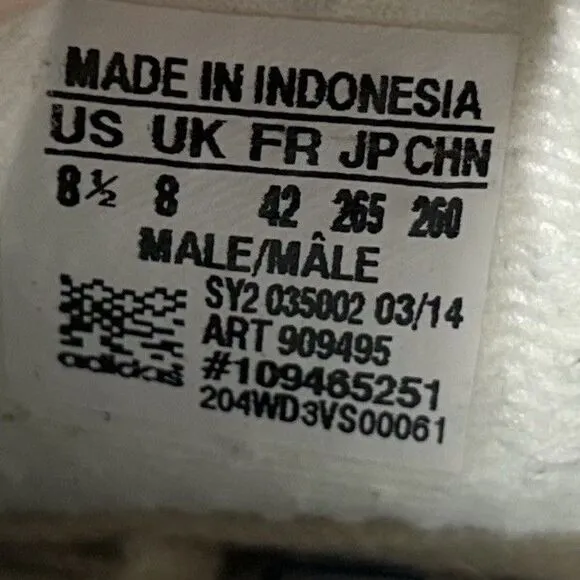 MADE IN INDONESIA
US UK FR JP CHN
8½ 8 42 265 260
MALE/MÂLE
SY2 035002 03/14
ART 909495
#109465251
adidas
204WD3VS00061